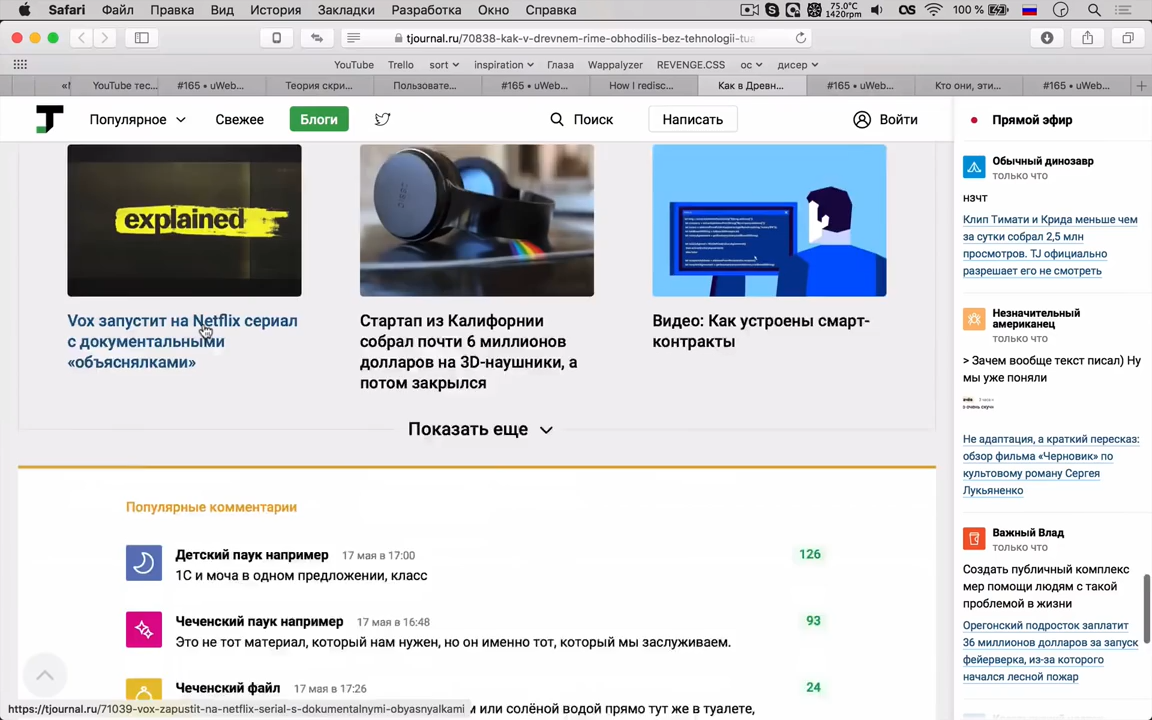 Safari Файл Правка Вид История Закладки Разработка Окно Справка 75.0°C 1420rpm 100 %
tjournal.ru/70838-kak-v-drevnem-rime-obhodilis-bez-tehnologii-tua
YouTube Trello sort inspiration Глаза Wappalyzer REVENGE.CSS ос дисер
YouTube тес... #165 • uWeb... Теория скри... Пользовате... #165 • uWeb... How I redisc... Как в Древн... #165 • uWeb... Кто они, эти... #165 • uWeb...
Популярное Свежее Блоги Поиск Написать Войти
explained
Vox запустит на Netflix сериал
с документальными
«объяснялками»
Стартап из Калифорнии
собрал почти 6 миллионов
долларов на 3D-наушники, а
потом закрылся
Видео: Как устроены смарт-
контракты
Показать еще
Популярные комментарии
Детский паук например 17 мая в 17:00
126
1С и моча в одном предложении, класс
Чеченский паук например 17 мая в 16:48
93
Это не тот материал, который нам нужен, но он именно тот, который мы заслуживаем.
Чеченский файл 17 мая в 17:26
24
м или солёной водой прямо тут же в туалете,
https://tjournal.ru/71039-vox-zapustit-na-netflix-serial-s-dokumentalnymi-obyasnyalkami
Прямой эфир
Обычный динозавр
только что
нзчт
Клип Тимати и Крида меньше чем
за сутки собрал 2,5 млн
просмотров. TJ официально
разрешает его не смотреть
Незначительный
американец
только что
> Зачем вообще текст писал) Ну
мы уже поняли
Не адаптация, а краткий пересказ:
обзор фильма «Черновик» по
культовому роману Сергея
Лукьяненко
Важный Влад
только что
Создать публичный комплекс
мер помощи людям с такой
проблемой в жизни
Орегонский подросток заплатит
36 миллионов долларов за запуск
фейерверка, из-за которого
начался лесной пожар